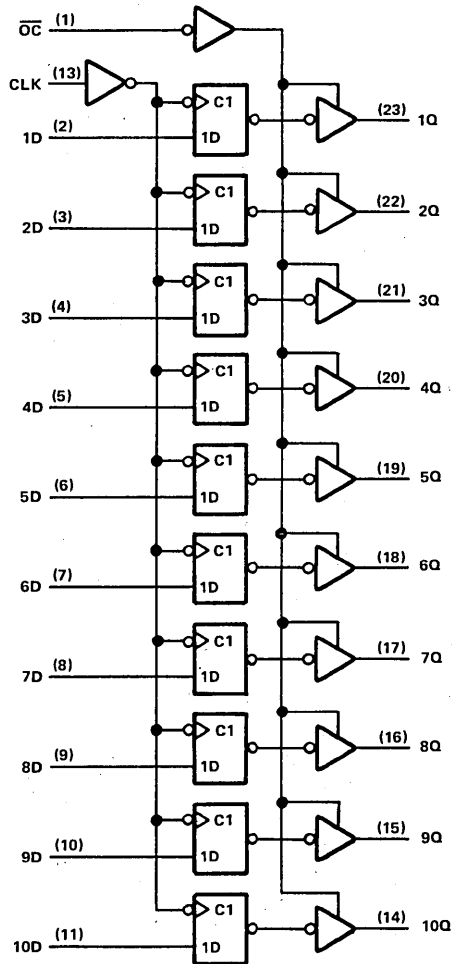 O̅C̅ (1)
CLK (13)
C1
1D (2) 1D (23) 1Q
C1
2D (3) 1D (22) 2Q
C1
3D (4) 1D (21) 3Q
C1
4D (5) 1D (20) 4Q
C1
5D (6) 1D (19) 5Q
C1
6D (7) 1D (18) 6Q
C1
7D (8) 1D (17) 7Q
C1
8D (9) 1D (16) 8Q
C1
9D (10) 1D (15) 9Q
C1
10D (11) 1D (14) 10Q